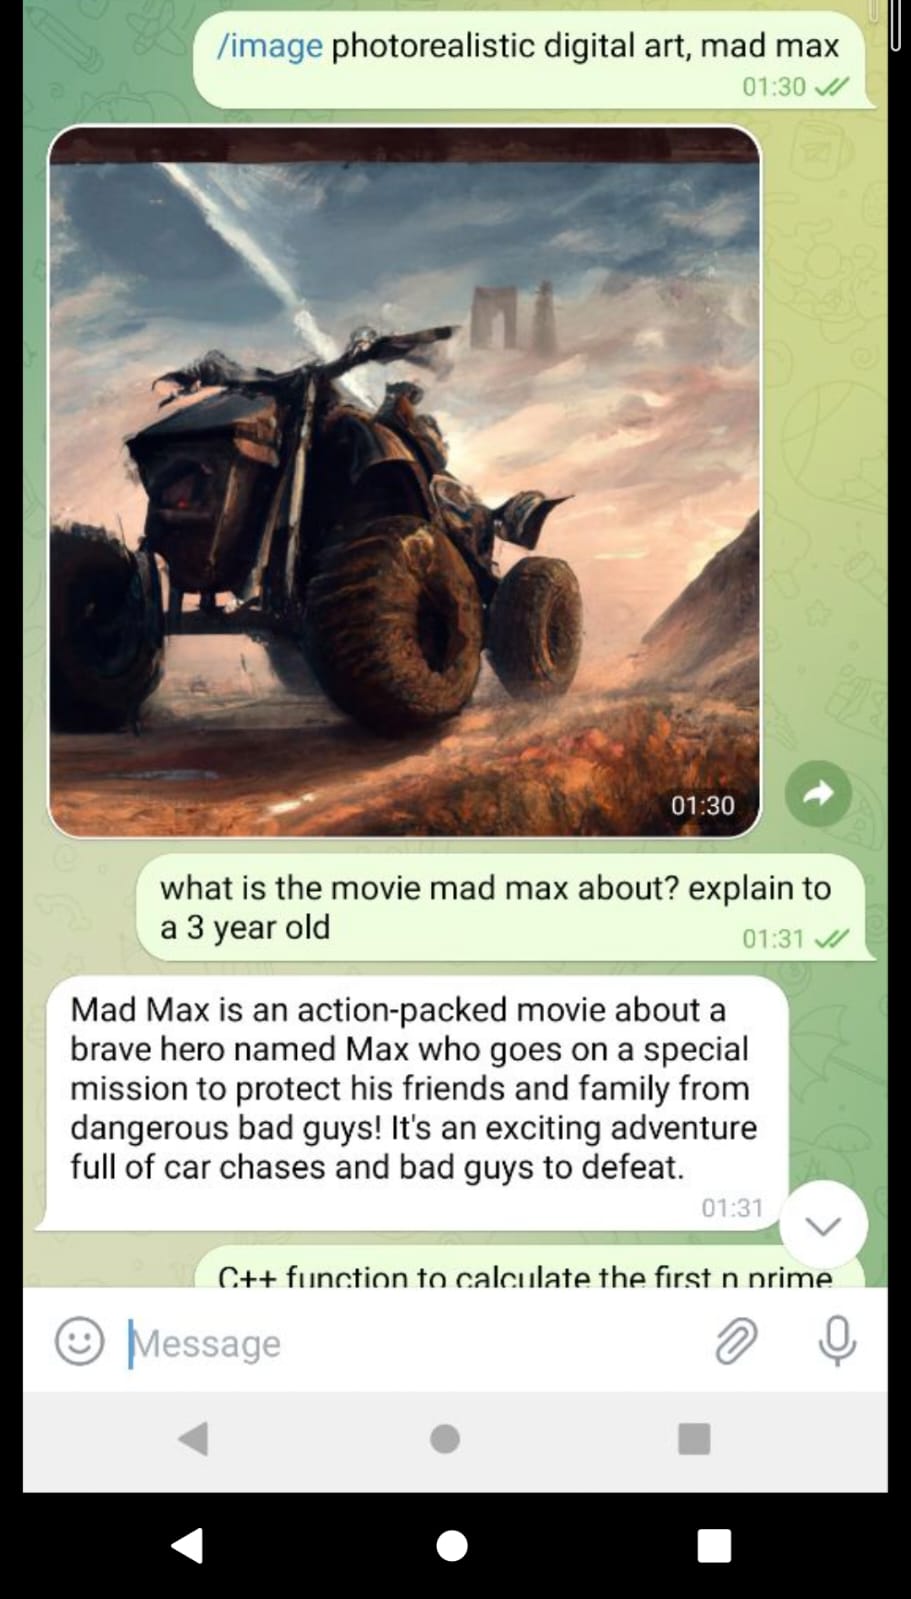 /image photorealistic digital art, mad max
01:30
01:30
what is the movie mad max about? explain to
a 3 year old
01:31
Mad Max is an action-packed movie about a
brave hero named Max who goes on a special
mission to protect his friends and family from
dangerous bad guys! It's an exciting adventure
full of car chases and bad guys to defeat.
01:31
C++ function to calculate the first n prime
Message